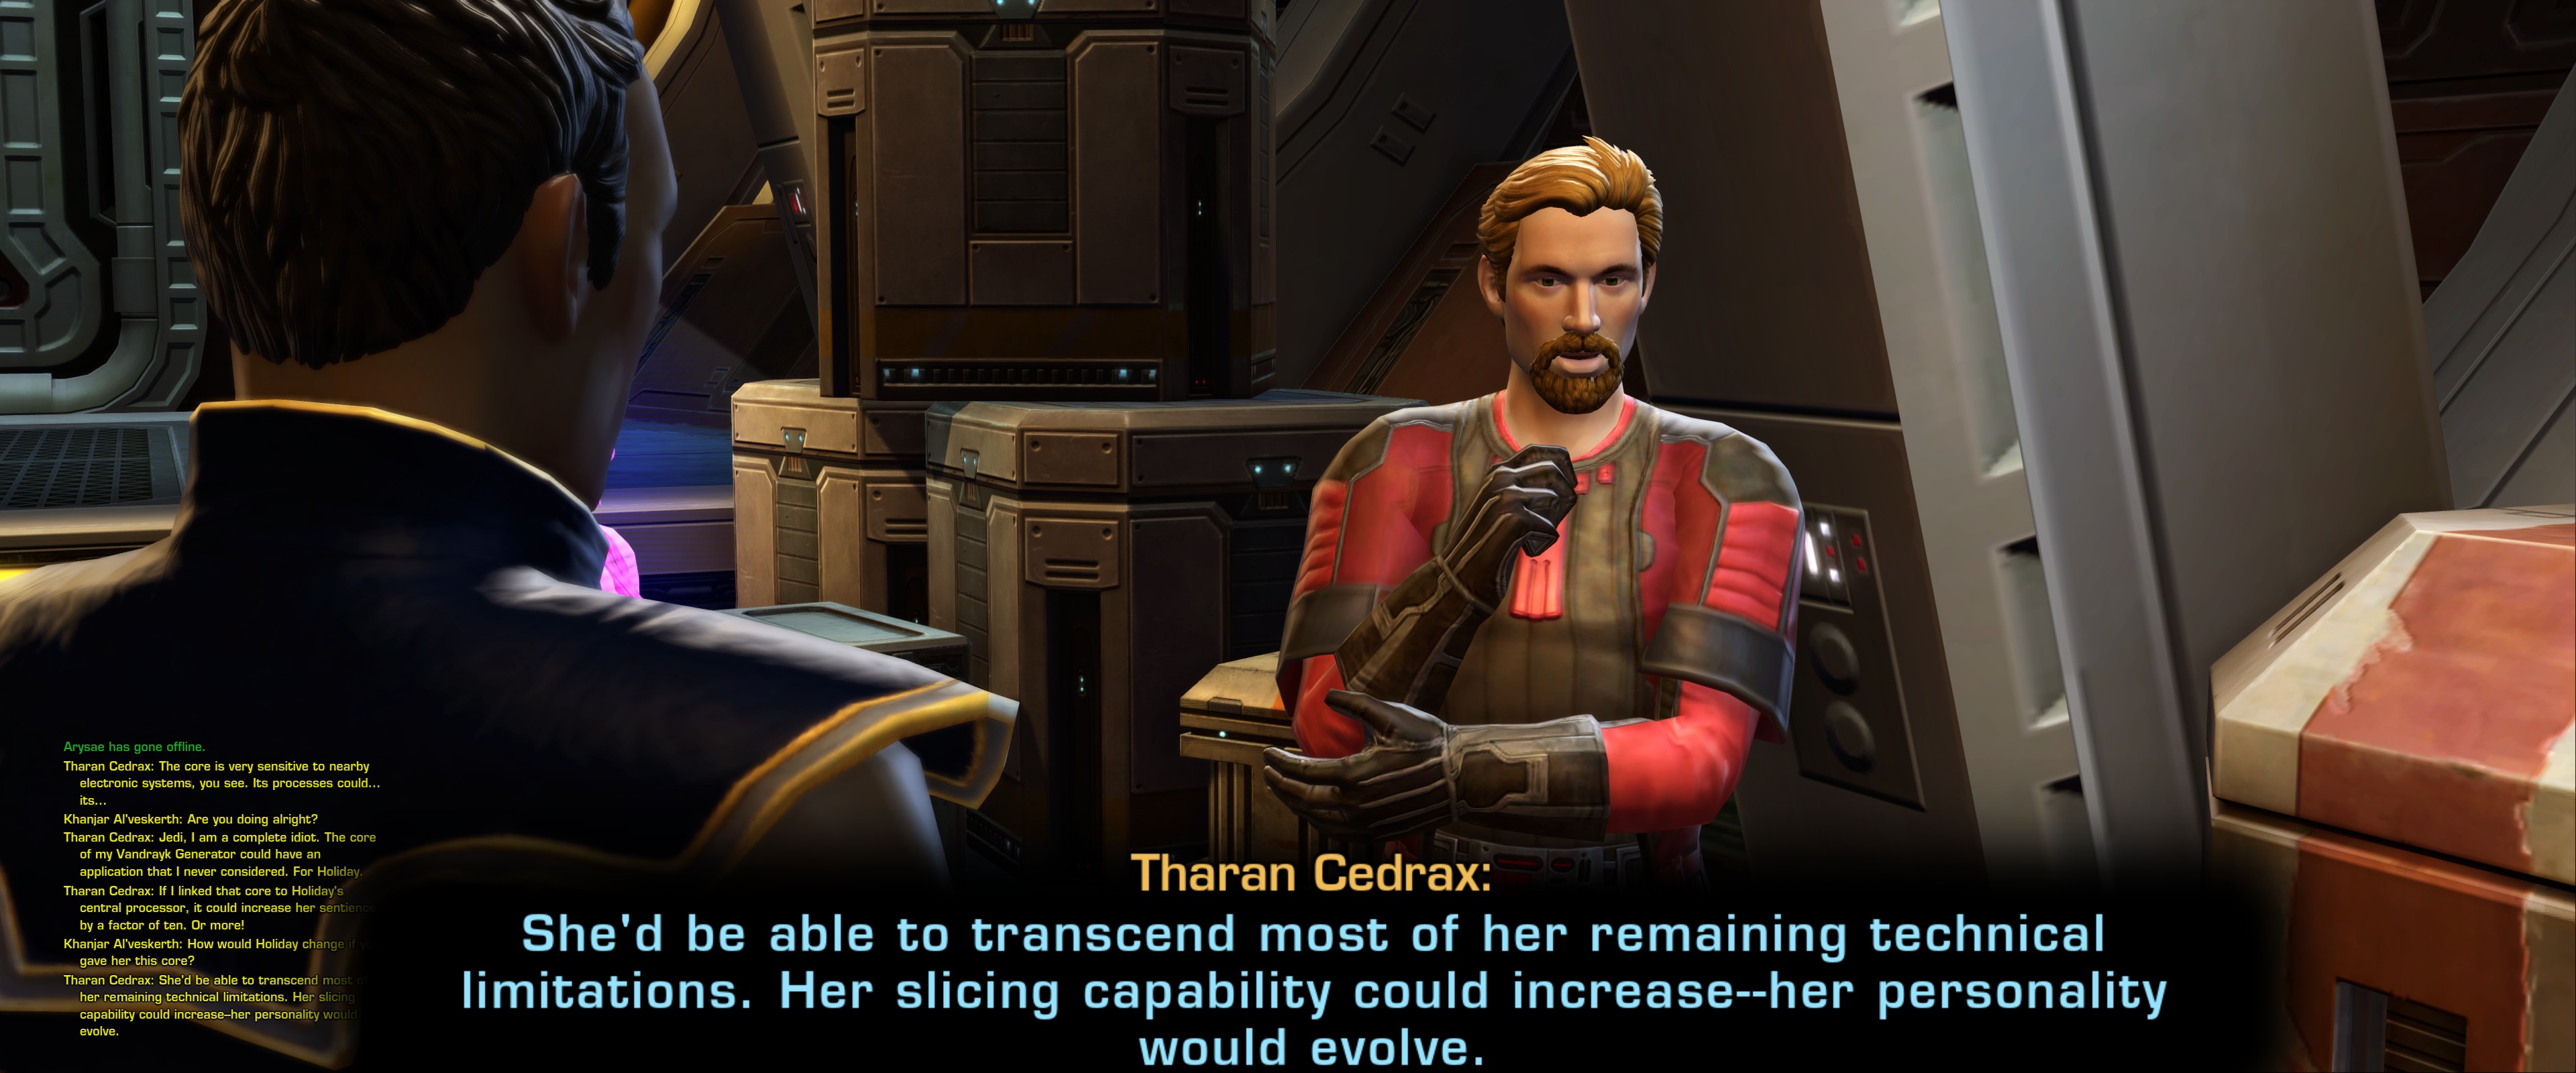 Arysae has gone offline.
Tharan Cedrax: The core is very sensitive to nearby
electronic systems, you see. Its processes could...
its...
Khanjar Al'veskerth: Are you doing alright?
Tharan Cedrax: Jedi, I am a complete idiot. The core
of my Vandrayk Generator could have an
application that I never considered. For Holiday.
Tharan Cedrax: If I linked that core to Holiday's
central processor, it could increase her sentience
by a factor of ten. Or more!
Khanjar Al'veskerth: How would Holiday change if
gave her this core?
Tharan Cedrax: She'd be able to transcend most
her remaining technical limitations. Her slicing
capability could increase--her personality would
evolve.
Tharan Cedrax:
She'd be able to transcend most of her remaining technical
limitations. Her slicing capability could increase--her personality
would evolve.